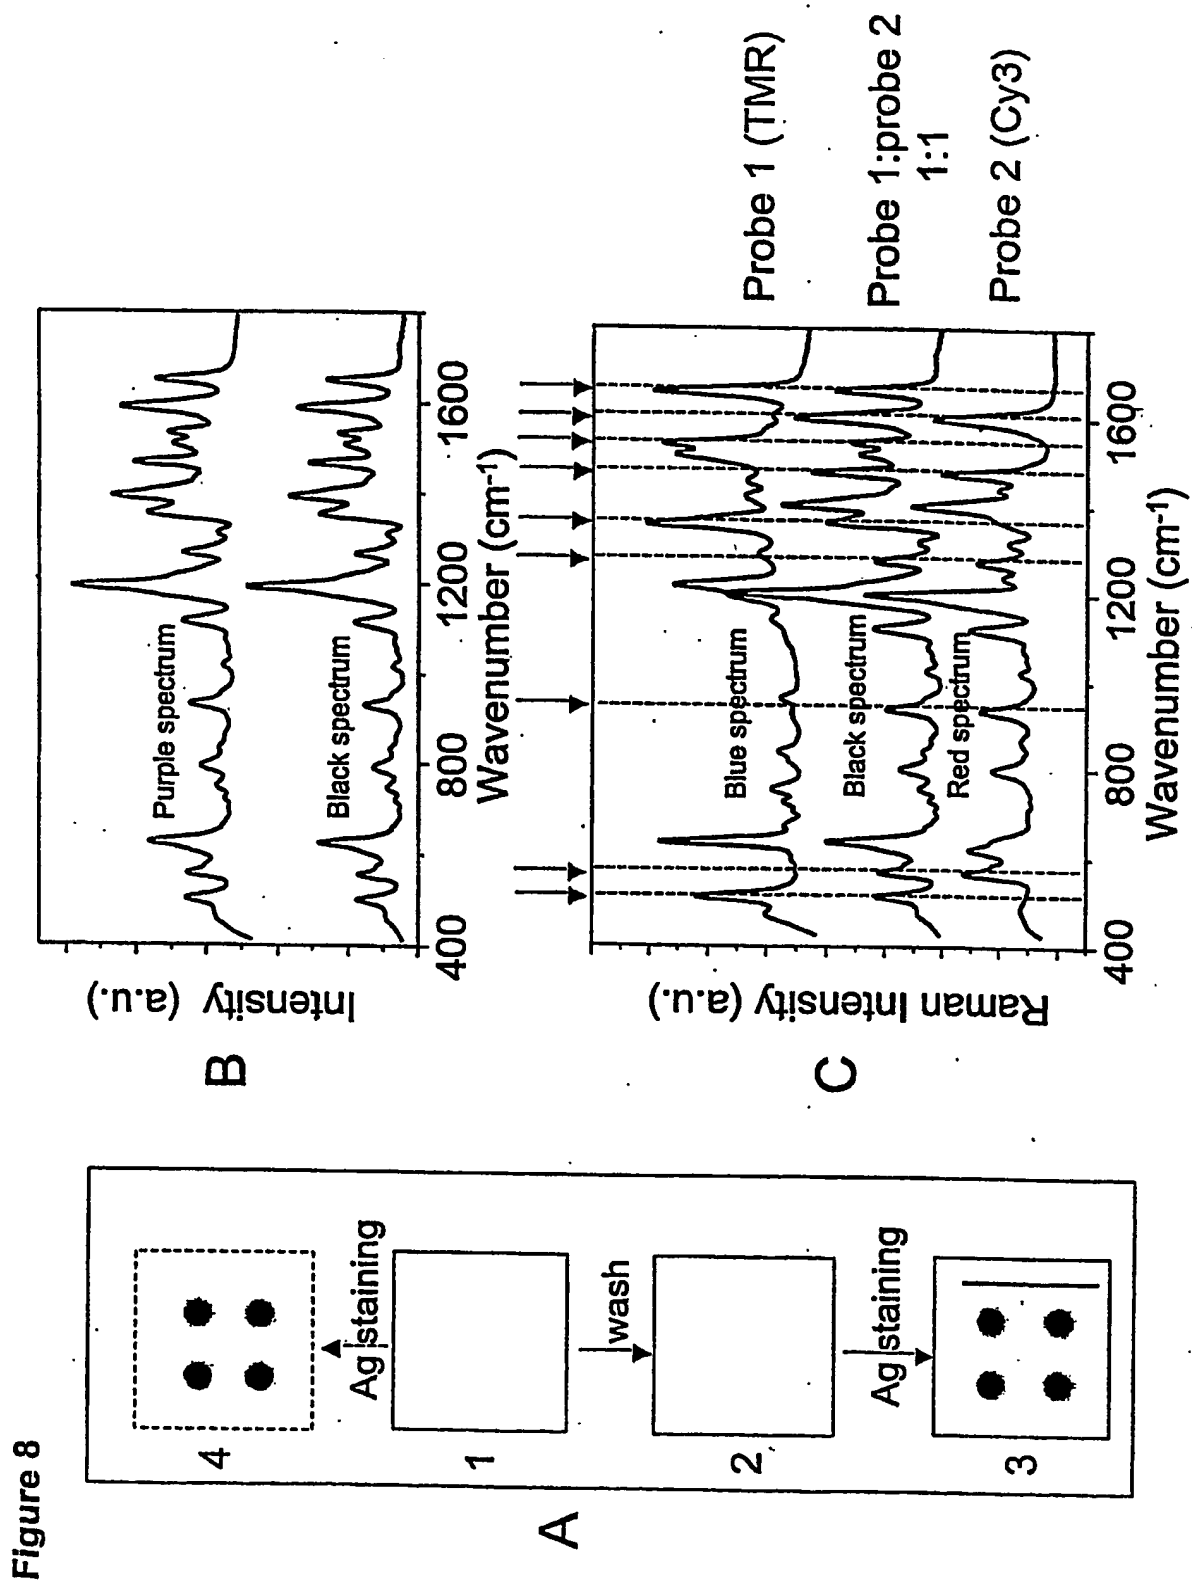 Figure 8
A
4
Ag staining
1
wash
2
Ag staining
3
B
Intensity (a.u.)
Purple spectrum
Black spectrum
400
800
1200
1600
Wavenumber (cm-1)
C
Raman Intensity (a.u.)
Blue spectrum
Black spectrum
Red spectrum
Probe 1 (TMR)
Probe 1:probe 2
1:1
Probe 2 (Cy3)
400
800
1200
1600
Wavenumber (cm-1)